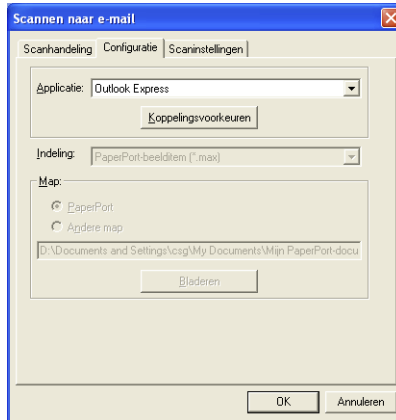 Scannen naar e-mail
Scanhandeling Configuratie Scaninstellingen
Applicatie: Outlook Express
Koppelingsvoorkeuren
Indeling: PaperPort-beelditem (*.max)
Map:
PaperPort
Andere map
D:\Documents and Settings\csg\My Documents\Mijn PaperPort-docu
Bladeren
OK Annuleren